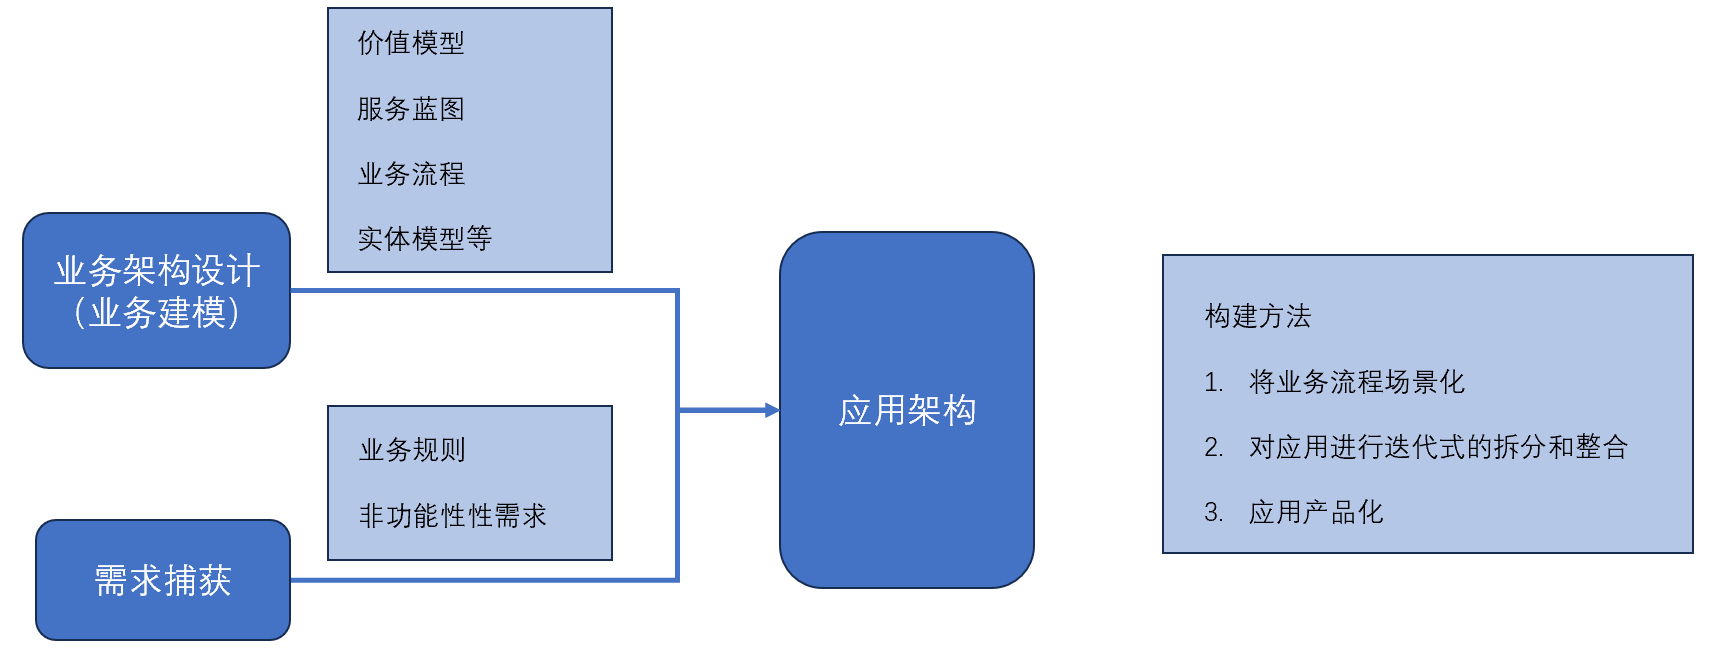 价值模型
服务蓝图
业务流程
实体模型等
业务架构设计
（业务建模）
业务规则
非功能性性需求
需求捕获
应用架构
构建方法
1. 将业务流程场景化
2. 对应用进行迭代式的拆分和整合
3. 应用产品化